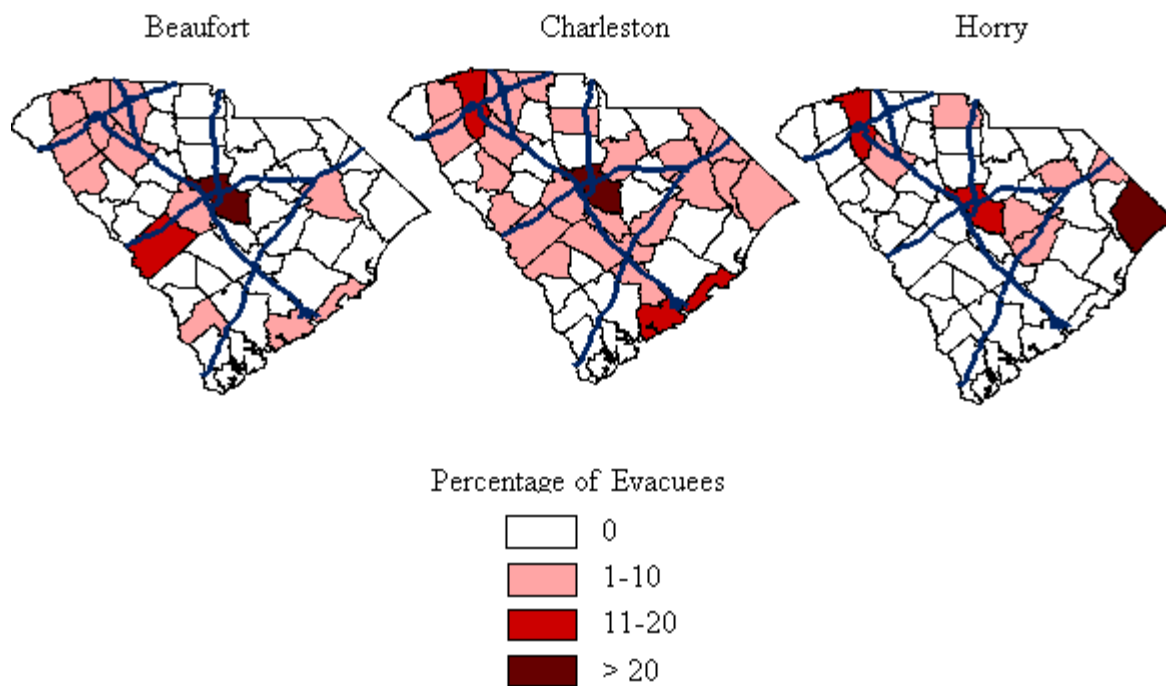 Beaufort
Charleston
Horry
Percentage of Evacuees
0
1-10
11-20
> 20